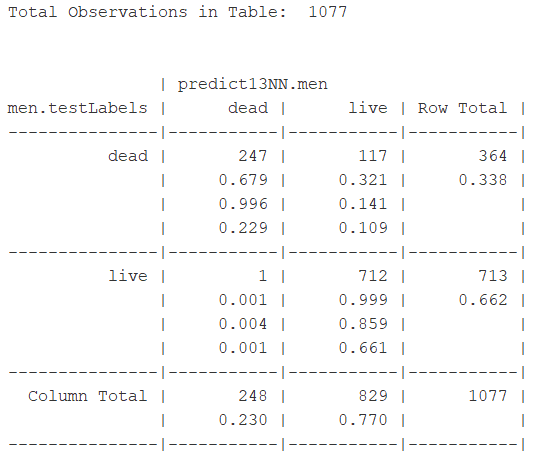 Total Observations in Table:  1077
               | predict13NN.men
men.testLabels |      dead |      live | Row Total |
---------------|-----------|-----------|-----------|
          dead |       247 |       117 |       364 |
               |     0.679 |     0.321 |     0.338 |
               |     0.996 |     0.141 |           |
               |     0.229 |     0.109 |           |
---------------|-----------|-----------|-----------|
          live |         1 |       712 |       713 |
               |     0.001 |     0.999 |     0.662 |
               |     0.004 |     0.859 |           |
               |     0.001 |     0.661 |           |
---------------|-----------|-----------|-----------|
  Column Total |       248 |       829 |      1077 |
               |     0.230 |     0.770 |           |
---------------|-----------|-----------|-----------|